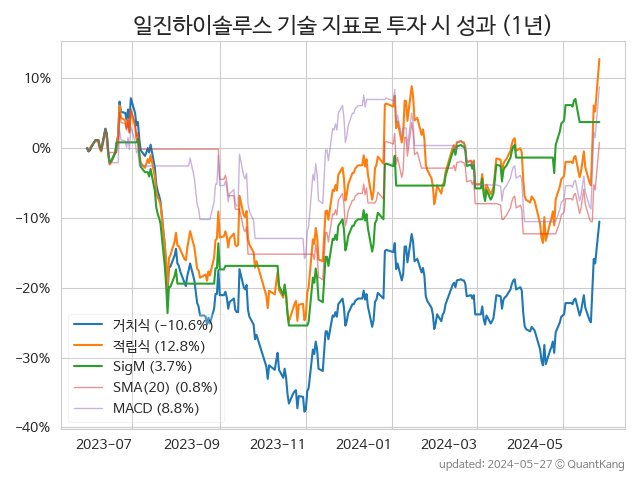 일진하이솔루스 기술 지표로 투자 시 성과 (1년)
10%
0%
−10%
−20%
−30%
−40%
거치식 (−10.6%)
적립식 (12.8%)
SigM (3.7%)
SMA(20) (0.8%)
MACD (8.8%)
2023−07 2023−09 2023−11 2024−01 2024−03 2024−05
updated: 2024−05−27 ⓒ QuantKang